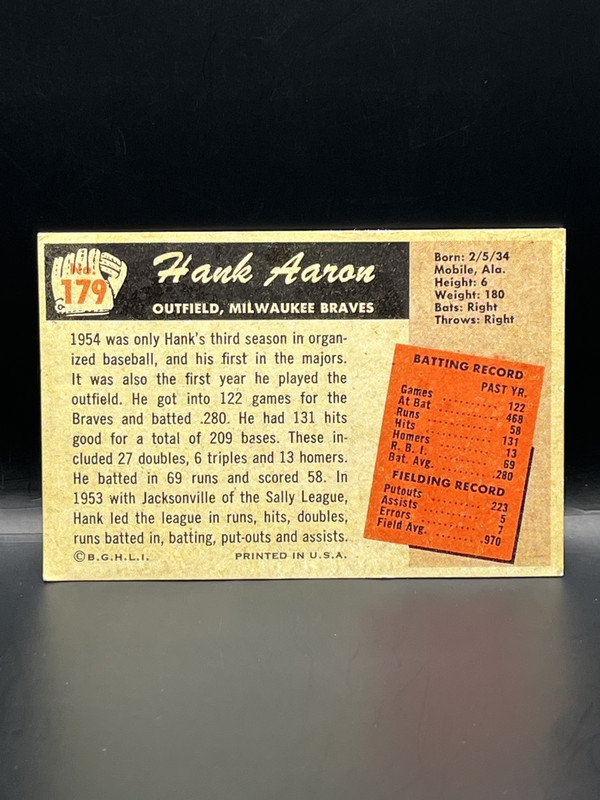 No. 179
Hank Aaron
OUTFIELD, MILWAUKEE BRAVES
Born: 2/5/34
Mobile, Ala.
Height: 6
Weight: 180
Bats: Right
Throws: Right
1954 was only Hank's third season in organ-
ized baseball, and his first in the majors.
It was also the first year he played the
outfield. He got into 122 games for the
Braves and batted .280. He had 131 hits
good for a total of 209 bases. These in-
cluded 27 doubles, 6 triples and 13 homers.
He batted in 69 runs and scored 58. In
1953 with Jacksonville of the Sally League,
Hank led the league in runs, hits, doubles,
runs batted in, batting, put-outs and assists.
BATTING RECORD
PAST YR.
Games 122
At Bat 468
Runs 58
Hits 131
Homers 13
R. B. I. 69
Bat. Avg. .280
FIELDING RECORD
Putouts 223
Assists 5
Errors 7
Field Avg. .970
©B.G.H.L.I. PRINTED IN U.S.A.